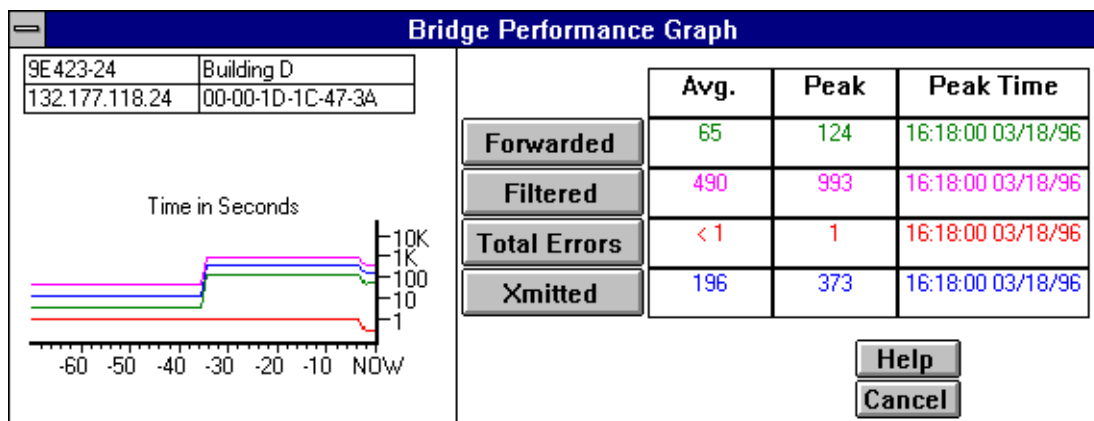 Bridge Performance Graph
9E423-24 Building D
132.177.118.24 00-00-1D-1C-47-3A
Time in Seconds
10K
1K
100
10
1
-60 -50 -40 -30 -20 -10 NOW
Avg. Peak Peak Time
Forwarded 65 124 16:18:00 03/18/96
Filtered 490 993 16:18:00 03/18/96
Total Errors < 1 1 16:18:00 03/18/96
Xmitted 196 373 16:18:00 03/18/96
Help
Cancel